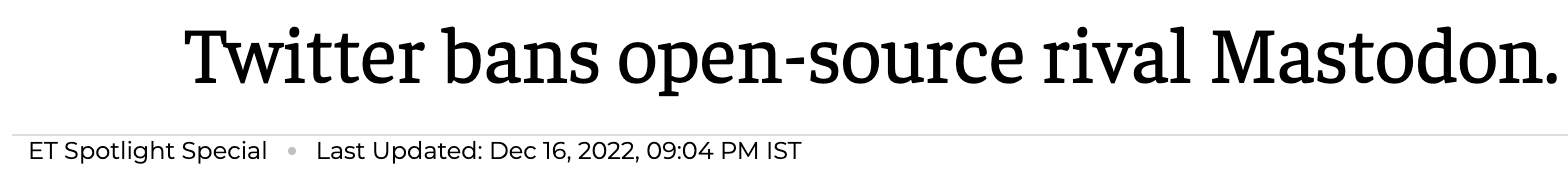 Twitter bans open-source rival Mastodon.
ET Spotlight Special • Last Updated: Dec 16, 2022, 09:04 PM IST